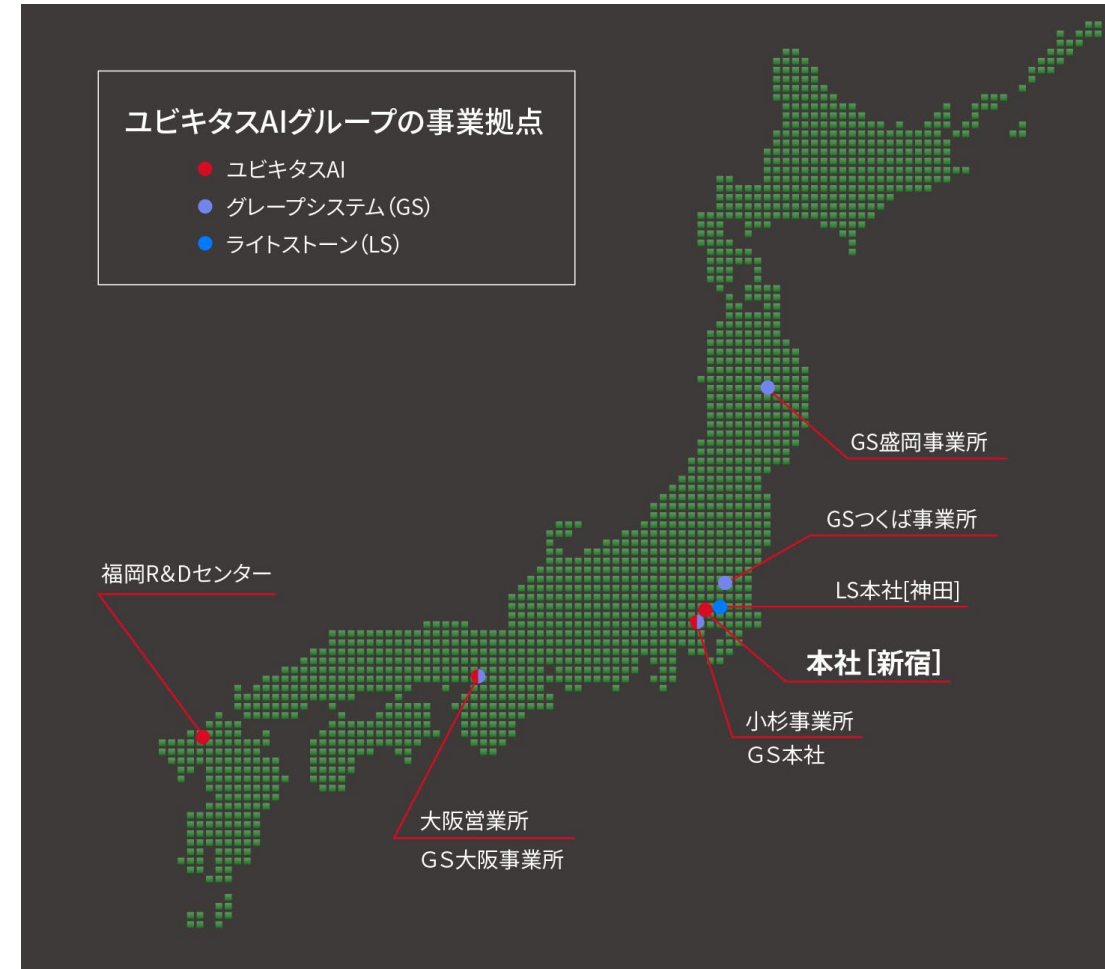 ユビキタスAIグループの事業拠点
ユビキタスAI
グレープシステム(GS)
ライトストーン(LS)
GS盛岡事業所
GSつくば事業所
LS本社[神田]
本社[新宿]
小杉事業所
GS本社
福岡R&Dセンター
大阪営業所
GS大阪事業所